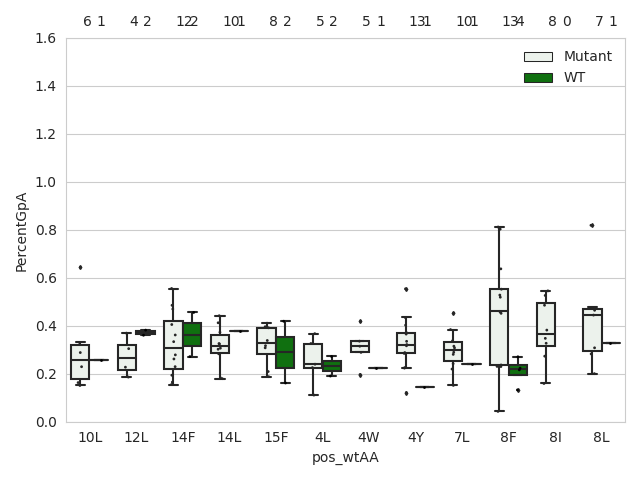 6 1 4 2 12 2 10 1 8 2 5 2 5 1 13 1 10 1 13 4 8 0 7 1
1.6
Mutant
WT
1.4
1.2
1.0
0.8
0.6
0.4
0.2
0.0
PercentGpA
10L 12L 14F 14L 15F 4L 4W 4Y 7L 8F 8I 8L
pos_wtAA